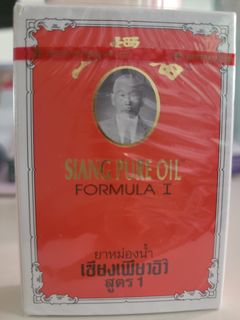 SIANG PURE OIL
FORMULA I
ยาหม่องน้ำ
เซียงเพียวอิ๊ว
สูตร 1